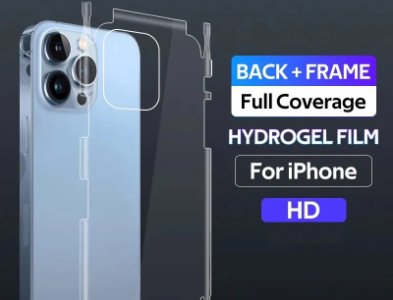 BACK + FRAME
Full Coverage
HYDROGEL FILM
For iPhone
HD